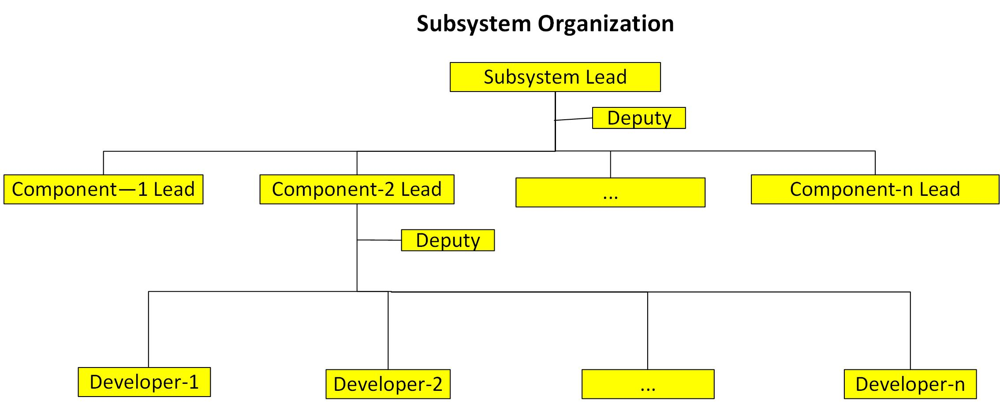 Subsystem Organization
Subsystem Lead
Deputy
Component—1 Lead
Component-2 Lead
...
Component-n Lead
Deputy
Developer-1
Developer-2
...
Developer-n